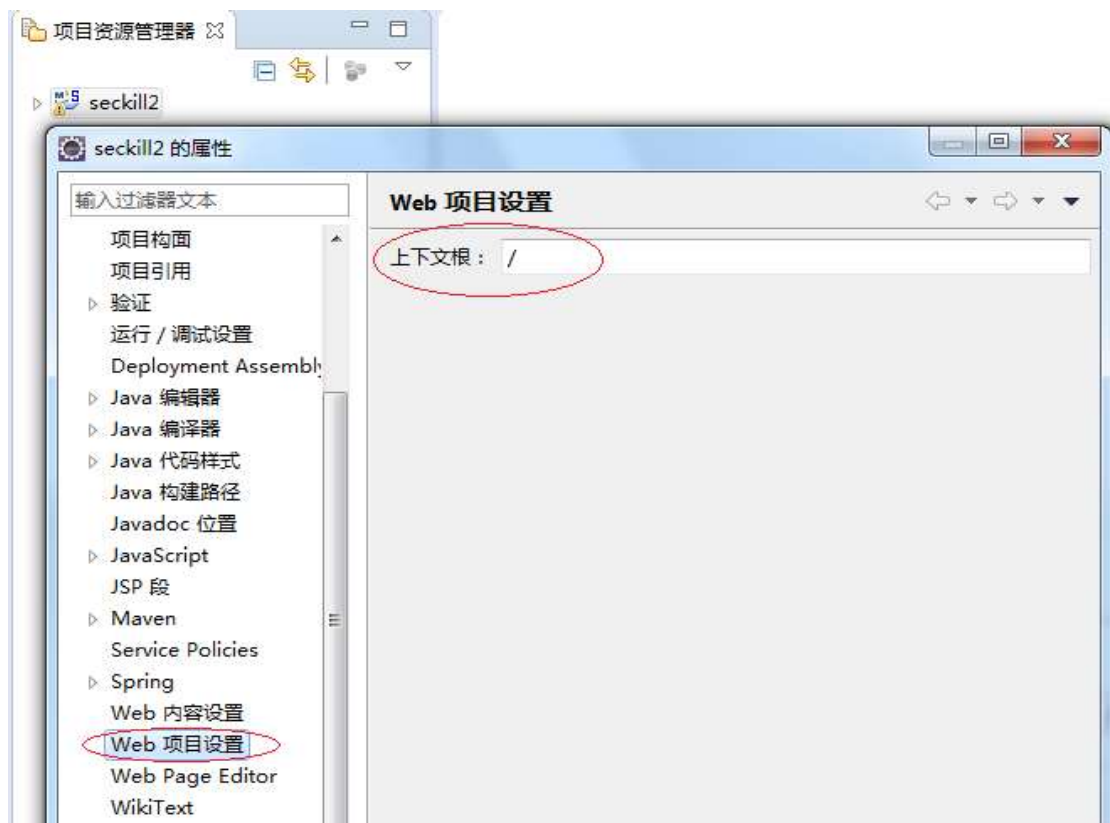 项目资源管理器
seckill2
seckill2 的属性
输入过滤器文本
Web 项目设置
上下文根： /
项目构面
项目引用
验证
运行 / 调试设置
Deployment Assembly
Java 编辑器
Java 编译器
Java 代码样式
Java 构建路径
Javadoc 位置
JavaScript
JSP 段
Maven
Service Policies
Spring
Web 内容设置
Web 项目设置
Web Page Editor
WikiText